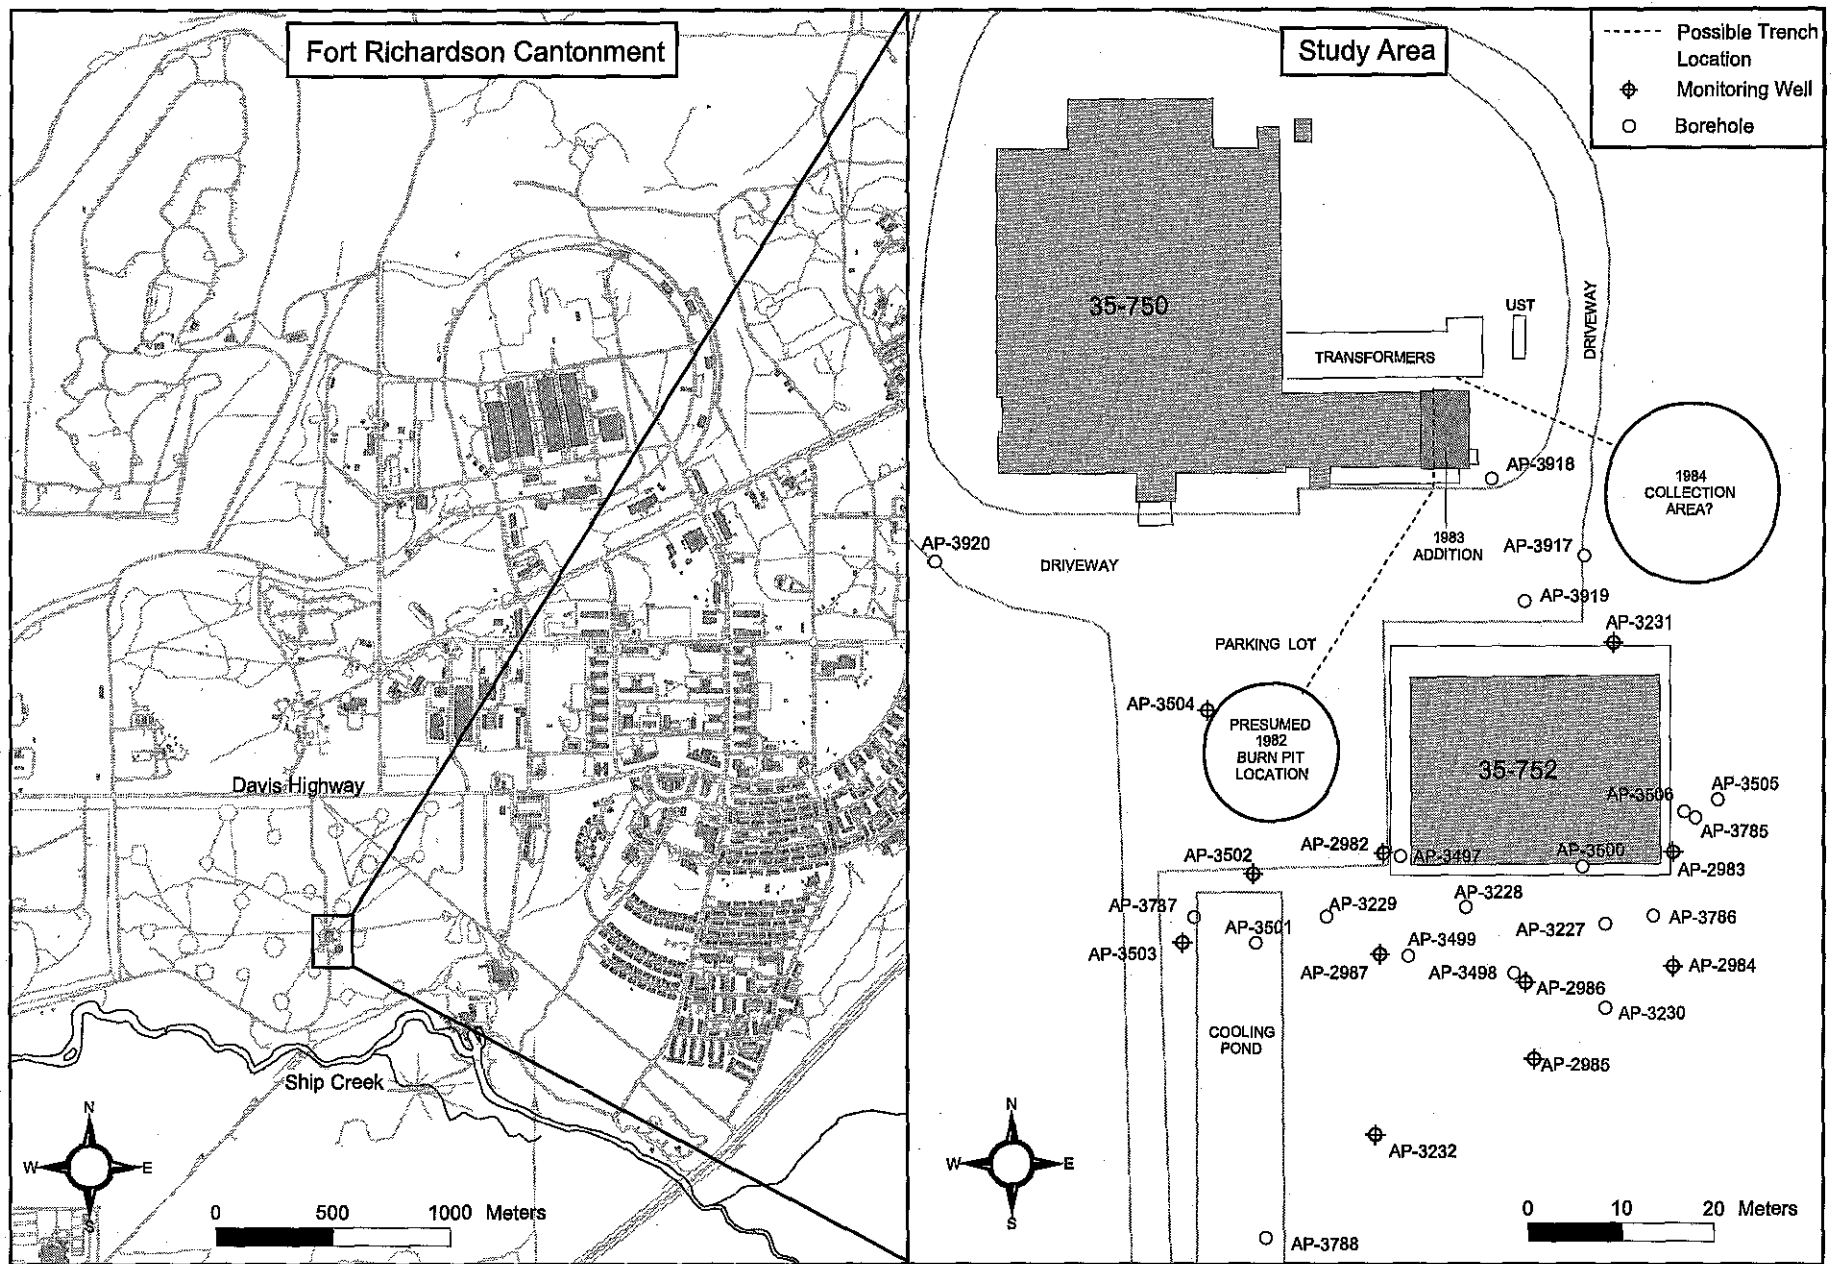 Fort Richardson Cantonment
Davis Highway
Ship Creek
N
W
E
S
0 500 1000 Meters
Study Area
Possible Trench
Location
Monitoring Well
Borehole
35-750
UST
TRANSFORMERS
DRIVEWAY
AP-3918
1984
COLLECTION
AREA?
1983
ADDITION
AP-3917
AP-3920
DRIVEWAY
AP-3919
AP-3231
PARKING LOT
AP-3504
PRESUMED
1982
BURN PIT
LOCATION
35-752
AP-3506
AP-3505
AP-3785
AP-3502
AP-2982
AP-3497
AP-3500
AP-2983
AP-3787
AP-3501
AP-3229
AP-3228
AP-3227
AP-3786
AP-3503
AP-2987
AP-3499
AP-3498
AP-2986
AP-2984
AP-3230
COOLING
POND
AP-2985
AP-3232
AP-3788
N
W
E
S
0 10 20 Meters